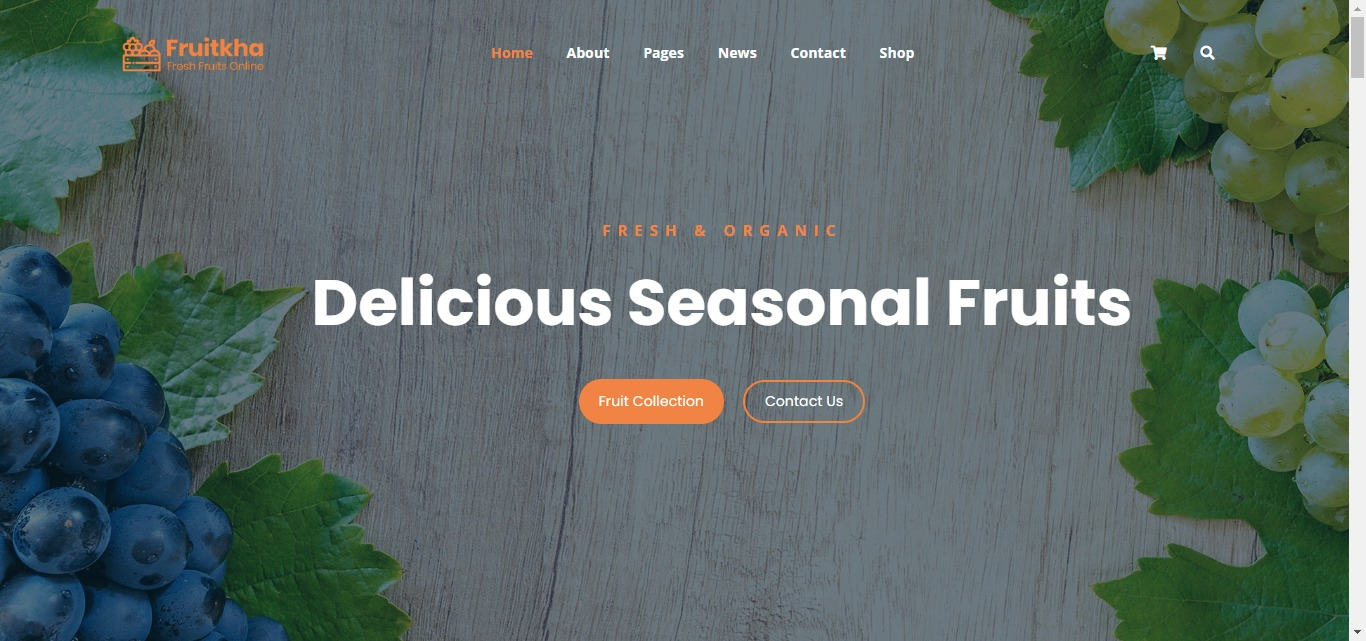 Fruitkha
Fresh Fruits Online
Home About Pages News Contact Shop
FRESH & ORGANIC
Delicious Seasonal Fruits
Fruit Collection Contact Us